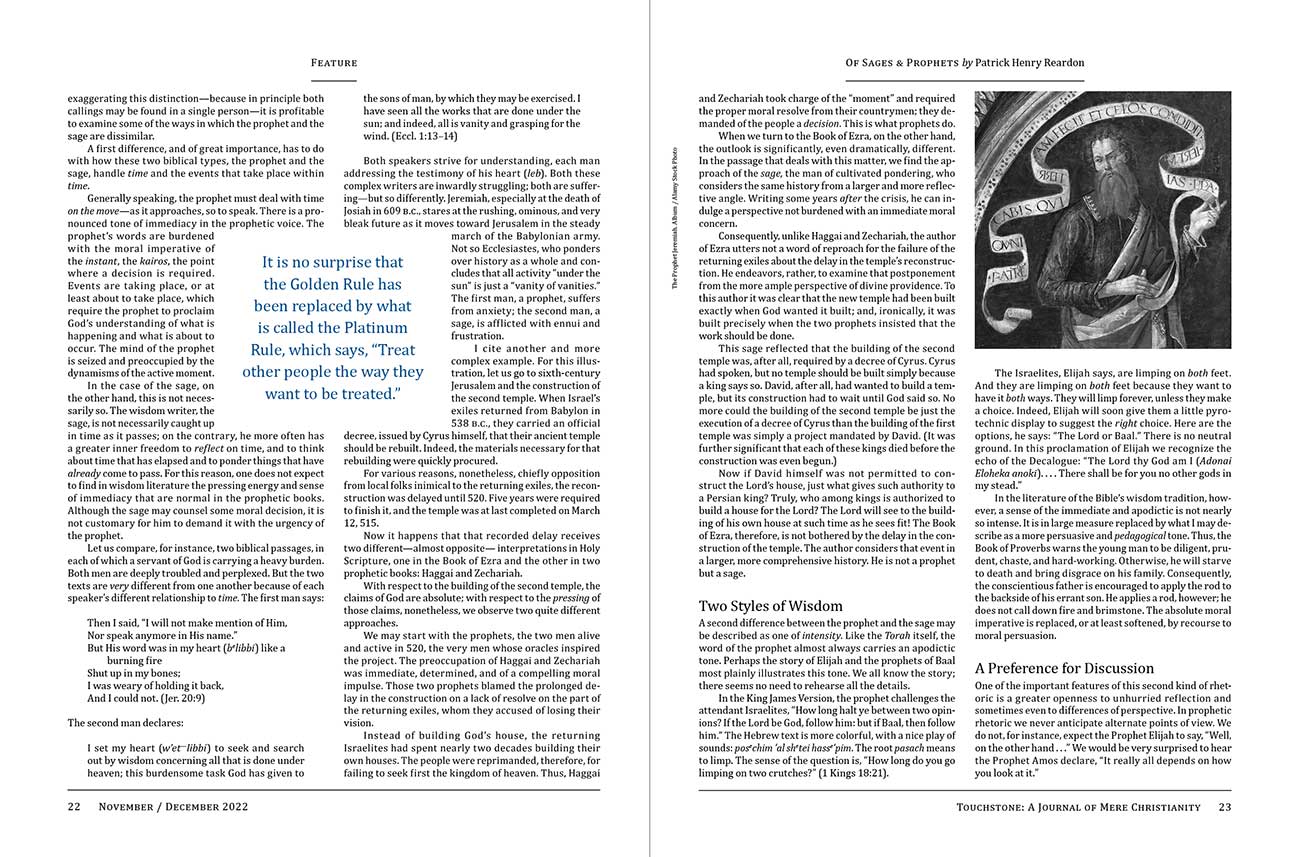 FEATURE
exaggerating this distinction—because in principle both
callings may be found in a single person—it is profitable
to examine some of the ways in which the prophet and the
sage are dissimilar.
A first difference, and of great importance, has to do
with how these two biblical types, the prophet and the
sage, handle time and the events that take place within
time.
Generally speaking, the prophet must deal with time
on the move—as it approaches, so to speak. There is a pro-
nounced tone of immediacy in the prophetic voice. The
prophet's words are burdened
with the moral imperative of
the instant, the kairos, the point
where a decision is required.
Events are taking place, or at
least about to take place, which
require the prophet to proclaim
God's understanding of what is
happening and what is about to
occur. The mind of the prophet
is seized and preoccupied by the
dynamisms of the active moment.
In the case of the sage, on
the other hand, this is not neces-
sarily so. The wisdom writer, the
sage, is not necessarily caught up
in time as it passes; on the contrary, he more often has
a greater inner freedom to reflect on time, and to think
about time that has elapsed and to ponder things that have
already come to pass. For this reason, one does not expect
to find in wisdom literature the pressing energy and sense
of immediacy that are normal in the prophetic books.
Although the sage may counsel some moral decision, it is
not customary for him to demand it with the urgency of
the prophet.
Let us compare, for instance, two biblical passages, in
each of which a servant of God is carrying a heavy burden.
Both men are deeply troubled and perplexed. But the two
texts are very different from one another because of each
speaker's different relationship to time. The first man says:
Then I said, "I will not make mention of Him,
Nor speak anymore in His name."
But His word was in my heart (bᵉlibbi) like a
burning fire
Shut up in my bones;
I was weary of holding it back,
And I could not. (Jer. 20:9)
The second man declares:
I set my heart (w'et–libbi) to seek and search
out by wisdom concerning all that is done under
heaven; this burdensome task God has given to
It is no surprise that
the Golden Rule has
been replaced by what
is called the Platinum
Rule, which says, "Treat
other people the way they
want to be treated."
the sons of man, by which they may be exercised. I
have seen all the works that are done under the
sun; and indeed, all is vanity and grasping for the
wind. (Eccl. 1:13–14)
Both speakers strive for understanding, each man
addressing the testimony of his heart (leb). Both these
complex writers are inwardly struggling; both are suffer-
ing—but so differently. Jeremiah, especially at the death of
Josiah in 609 B.C., stares at the rushing, ominous, and very
bleak future as it moves toward Jerusalem in the steady
march of the Babylonian army.
Not so Ecclesiastes, who ponders
over history as a whole and con-
cludes that all activity "under the
sun" is just a "vanity of vanities."
The first man, a prophet, suffers
from anxiety; the second man, a
sage, is afflicted with ennui and
frustration.
I cite another and more
complex example. For this illus-
tration, let us go to sixth-century
Jerusalem and the construction of
the second temple. When Israel's
exiles returned from Babylon in
538 B.C., they carried an official
decree, issued by Cyrus himself, that their ancient temple
should be rebuilt. Indeed, the materials necessary for that
rebuilding were quickly procured.
For various reasons, nonetheless, chiefly opposition
from local folks inimical to the returning exiles, the recon-
struction was delayed until 520. Five years were required
to finish it, and the temple was at last completed on March
12, 515.
Now it happens that that recorded delay receives
two different—almost opposite— interpretations in Holy
Scripture, one in the Book of Ezra and the other in two
prophetic books: Haggai and Zechariah.
With respect to the building of the second temple, the
claims of God are absolute; with respect to the pressing of
those claims, nonetheless, we observe two quite different
approaches.
We may start with the prophets, the two men alive
and active in 520, the very men whose oracles inspired
the project. The preoccupation of Haggai and Zechariah
was immediate, determined, and of a compelling moral
impulse. Those two prophets blamed the prolonged de-
lay in the construction on a lack of resolve on the part of
the returning exiles, whom they accused of losing their
vision.
Instead of building God's house, the returning
Israelites had spent nearly two decades building their
own houses. The people were reprimanded, therefore, for
failing to seek first the kingdom of heaven. Thus, Haggai
22 NOVEMBER / DECEMBER 2022
OF SAGES & PROPHETS by Patrick Henry Reardon
and Zechariah took charge of the "moment" and required
the proper moral resolve from their countrymen; they de-
manded of the people a decision. This is what prophets do.
When we turn to the Book of Ezra, on the other hand,
the outlook is significantly, even dramatically, different.
In the passage that deals with this matter, we find the ap-
proach of the sage, the man of cultivated pondering, who
considers the same history from a larger and more reflec-
tive angle. Writing some years after the crisis, he can in-
dulge a perspective not burdened with an immediate moral
concern.
Consequently, unlike Haggai and Zechariah, the author
of Ezra utters not a word of reproach for the failure of the
returning exiles about the delay in the temple's reconstruc-
tion. He endeavors, rather, to examine that postponement
from the more ample perspective of divine providence. To
this author it was clear that the new temple had been built
exactly when God wanted it built; and, ironically, it was
built precisely when the two prophets insisted that the
work should be done.
This sage reflected that the building of the second
temple was, after all, required by a decree of Cyrus. Cyrus
had spoken, but no temple should be built simply because
a king says so. David, after all, had wanted to build a tem-
ple, but its construction had to wait until God said so. No
more could the building of the second temple be just the
execution of a decree of Cyrus than the building of the first
temple was simply a project mandated by David. (It was
further significant that each of these kings died before the
construction was even begun.)
Now if David himself was not permitted to con-
struct the Lord's house, just what gives such authority to
a Persian king? Truly, who among kings is authorized to
build a house for the Lord? The Lord will see to the build-
ing of his own house at such time as he sees fit! The Book
of Ezra, therefore, is not bothered by the delay in the con-
struction of the temple. The author considers that event in
a larger, more comprehensive history. He is not a prophet
but a sage.
Two Styles of Wisdom
A second difference between the prophet and the sage may
be described as one of intensity. Like the Torah itself, the
word of the prophet almost always carries an apodictic
tone. Perhaps the story of Elijah and the prophets of Baal
most plainly illustrates this tone. We all know the story;
there seems no need to rehearse all the details.
In the King James Version, the prophet challenges the
attendant Israelites, "How long halt ye between two opin-
ions? If the Lord be God, follow him: but if Baal, then follow
him." The Hebrew text is more colorful, with a nice play of
sounds: posᵉchim 'al shᵉtei hassᵉ'pim. The root pasach means
to limp. The sense of the question is, "How long do you go
limping on two crutches?" (1 Kings 18:21).
The Prophet Jeremiah. Album / Alamy Stock Photo
AM FECIT ET CETOS CONDIDIT
OMNI
PATRE
CABIS QVI
The Israelites, Elijah says, are limping on both feet.
And they are limping on both feet because they want to
have it both ways. They will limp forever, unless they make
a choice. Indeed, Elijah will soon give them a little pyro-
technic display to suggest the right choice. Here are the
options, he says: "The Lord or Baal." There is no neutral
ground. In this proclamation of Elijah we recognize the
echo of the Decalogue: "The Lord thy God am I (Adonai
Eloheka anoki). . . . There shall be for you no other gods in
my stead."
In the literature of the Bible's wisdom tradition, how-
ever, a sense of the immediate and apodictic is not nearly
so intense. It is in large measure replaced by what I may de-
scribe as a more persuasive and pedagogical tone. Thus, the
Book of Proverbs warns the young man to be diligent, pru-
dent, chaste, and hard-working. Otherwise, he will starve
to death and bring disgrace on his family. Consequently,
the conscientious father is encouraged to apply the rod to
the backside of his errant son. He applies a rod, however; he
does not call down fire and brimstone. The absolute moral
imperative is replaced, or at least softened, by recourse to
moral persuasion.
A Preference for Discussion
One of the important features of this second kind of rhet-
oric is a greater openness to unhurried reflection and
sometimes even to differences of perspective. In prophetic
rhetoric we never anticipate alternate points of view. We
do not, for instance, expect the Prophet Elijah to say, "Well,
on the other hand . . ." We would be very surprised to hear
the Prophet Amos declare, "It really all depends on how
you look at it."
TOUCHSTONE: A JOURNAL OF MERE CHRISTIANITY 23